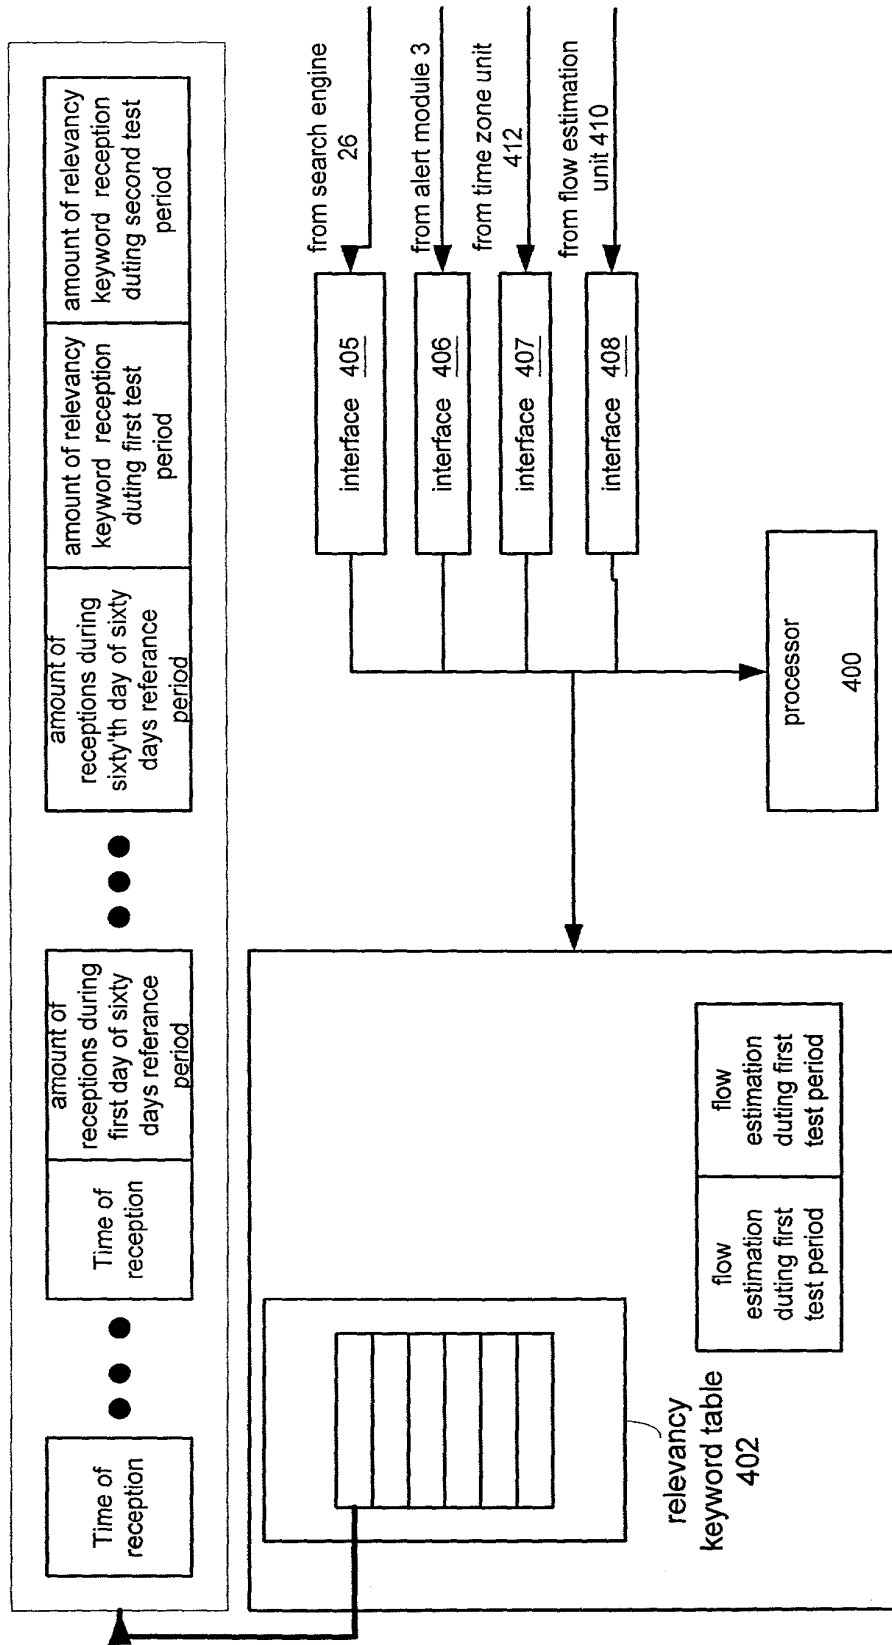 Time of
reception
Time of
reception
amount of
receptions during
first day of sixty
days referance
period
amount of
receptions during
sixty'th day of sixty
days referance
period
amount of relevancy
keyword reception
duting first test
period
amount of relevancy
keyword reception
duting second test
period
relevancy
keyword table
402
flow
estimation
duting first
test period
flow
estimation
duting first
test period
interface 405
interface 406
interface 407
interface 408
from search engine
26
from alert module 3
from time zone unit
412
from flow estimation
unit 410
processor
400